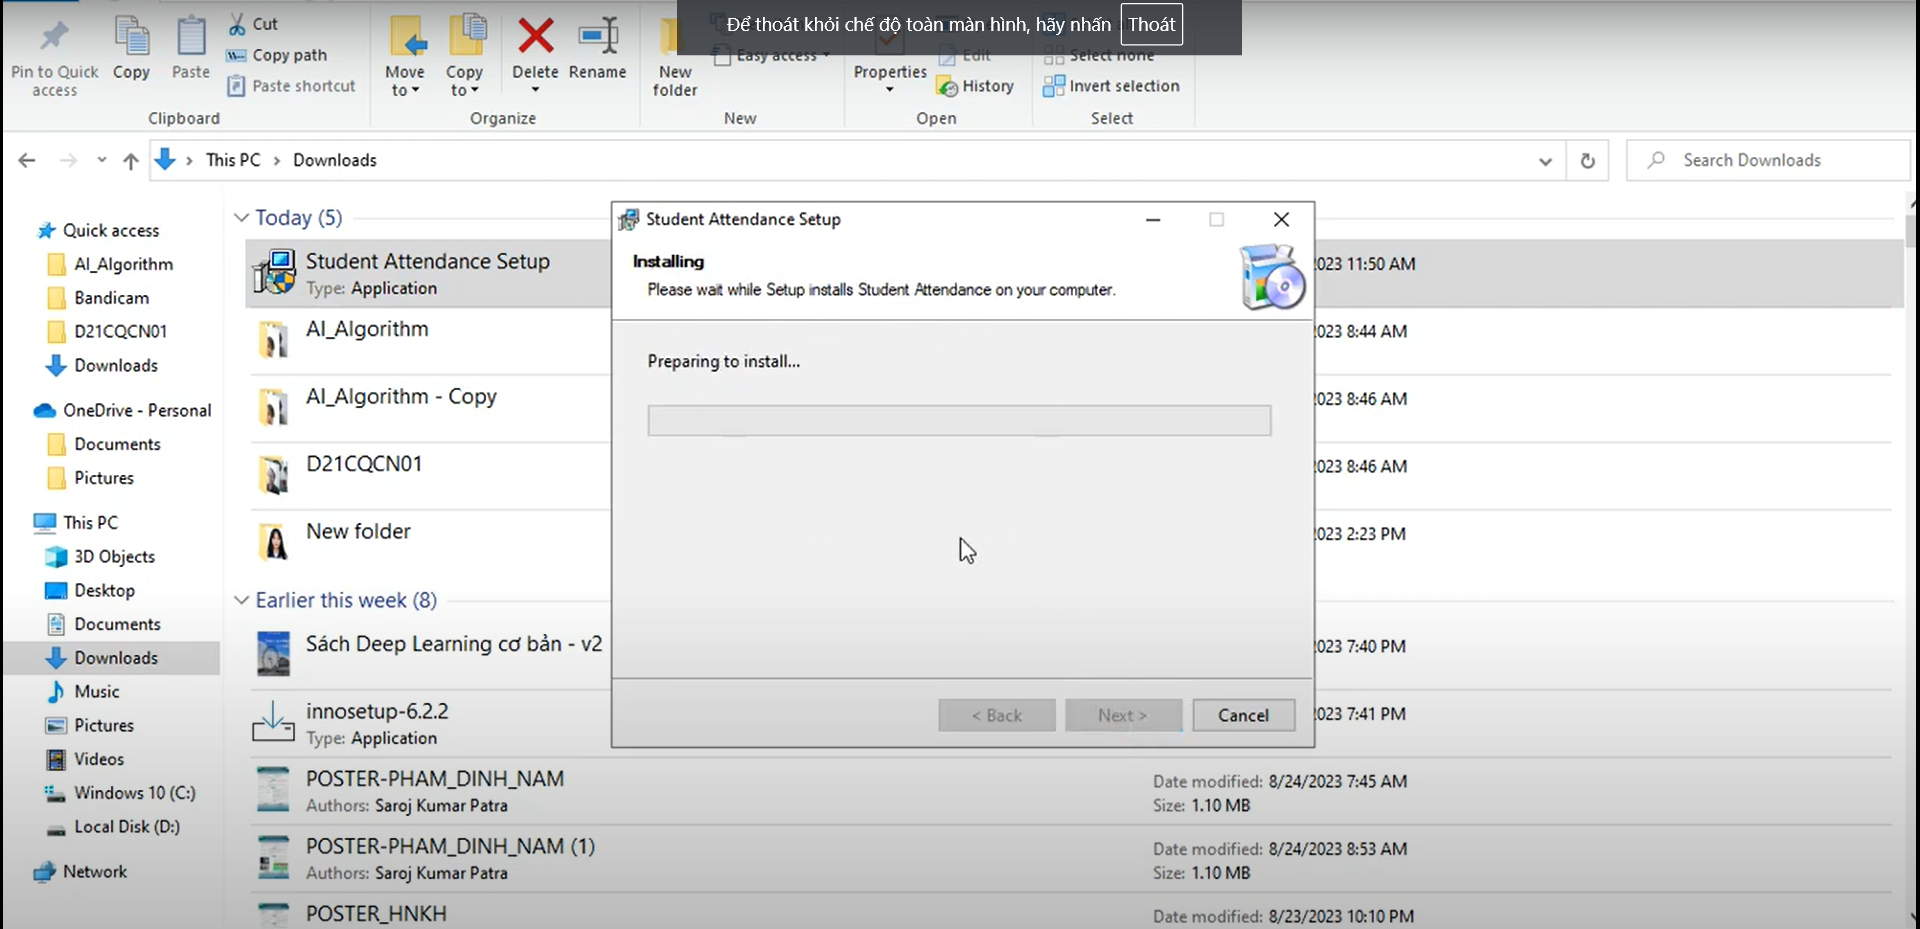 Để thoát khỏi chế độ toàn màn hình, hãy nhấn Thoát
Pin to Quick access
Copy
Paste
Cut
Copy path
Paste shortcut
Clipboard
Move to
Copy to
Delete
Rename
Organize
New folder
Easy access
New
Properties
Edit
History
Open
Select none
Invert selection
Select
This PC > Downloads
Search Downloads
Quick access
AI_Algorithm
Bandicam
D21CQCN01
Downloads
OneDrive - Personal
Documents
Pictures
This PC
3D Objects
Desktop
Documents
Downloads
Music
Pictures
Videos
Windows 10 (C:)
Local Disk (D:)
Network
Today (5)
Student Attendance Setup
Type: Application
023 11:50 AM
AI_Algorithm
023 8:44 AM
AI_Algorithm - Copy
023 8:46 AM
D21CQCN01
023 8:46 AM
New folder
023 2:23 PM
Earlier this week (8)
Sách Deep Learning cơ bản - v2
023 7:40 PM
innosetup-6.2.2
Type: Application
023 7:41 PM
POSTER-PHAM_DINH_NAM
Authors: Saroj Kumar Patra
Date modified: 8/24/2023 7:45 AM
Size: 1.10 MB
POSTER-PHAM_DINH_NAM (1)
Authors: Saroj Kumar Patra
Date modified: 8/24/2023 8:53 AM
Size: 1.10 MB
POSTER_HNKH
Date modified: 8/23/2023 10:10 PM
Student Attendance Setup
Installing
Please wait while Setup installs Student Attendance on your computer.
Preparing to install...
< Back
Next >
Cancel